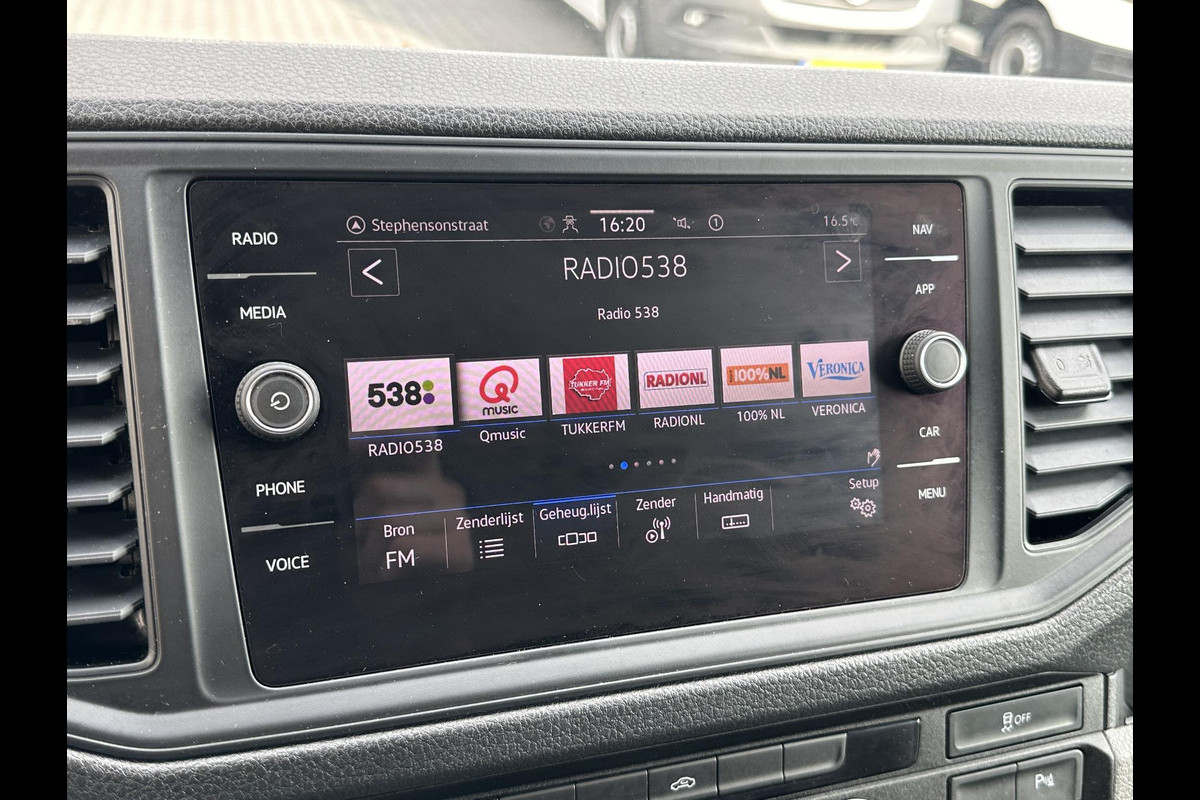 RADIO
MEDIA
PHONE
VOICE
Stephensonstraat
16:20
1
16.5°C
RADIO538
Radio 538
538
Q
MUSIC
TUKKER FM
RADIONL
100%NL
VERONICA
RADIO538
Qmusic
TUKKERFM
RADIONL
100% NL
VERONICA
Bron
FM
Zenderlijst
Geheug.lijst
Zender
Handmatig
Setup
NAV
APP
CAR
MENU
OFF
P